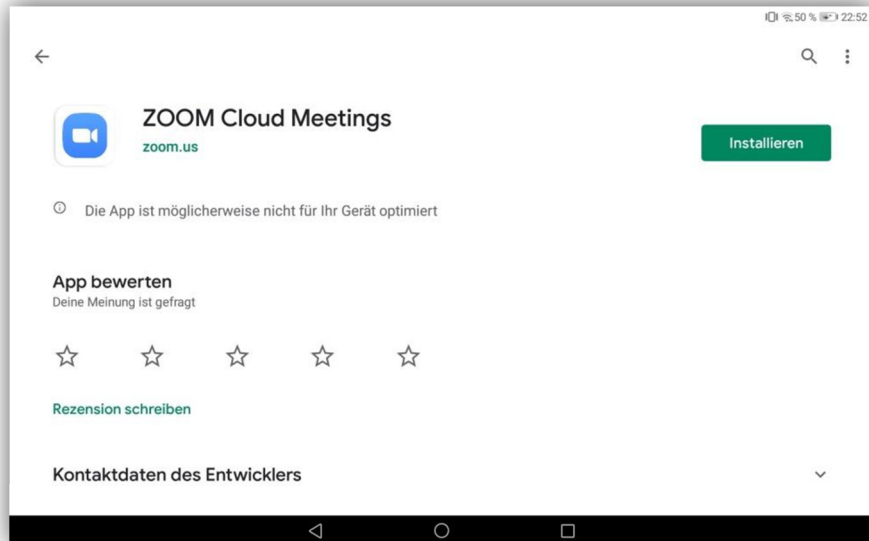 50 % 22:52
ZOOM Cloud Meetings
zoom.us
Installieren
Die App ist möglicherweise nicht für Ihr Gerät optimiert
App bewerten
Deine Meinung ist gefragt
Rezension schreiben
Kontaktdaten des Entwicklers